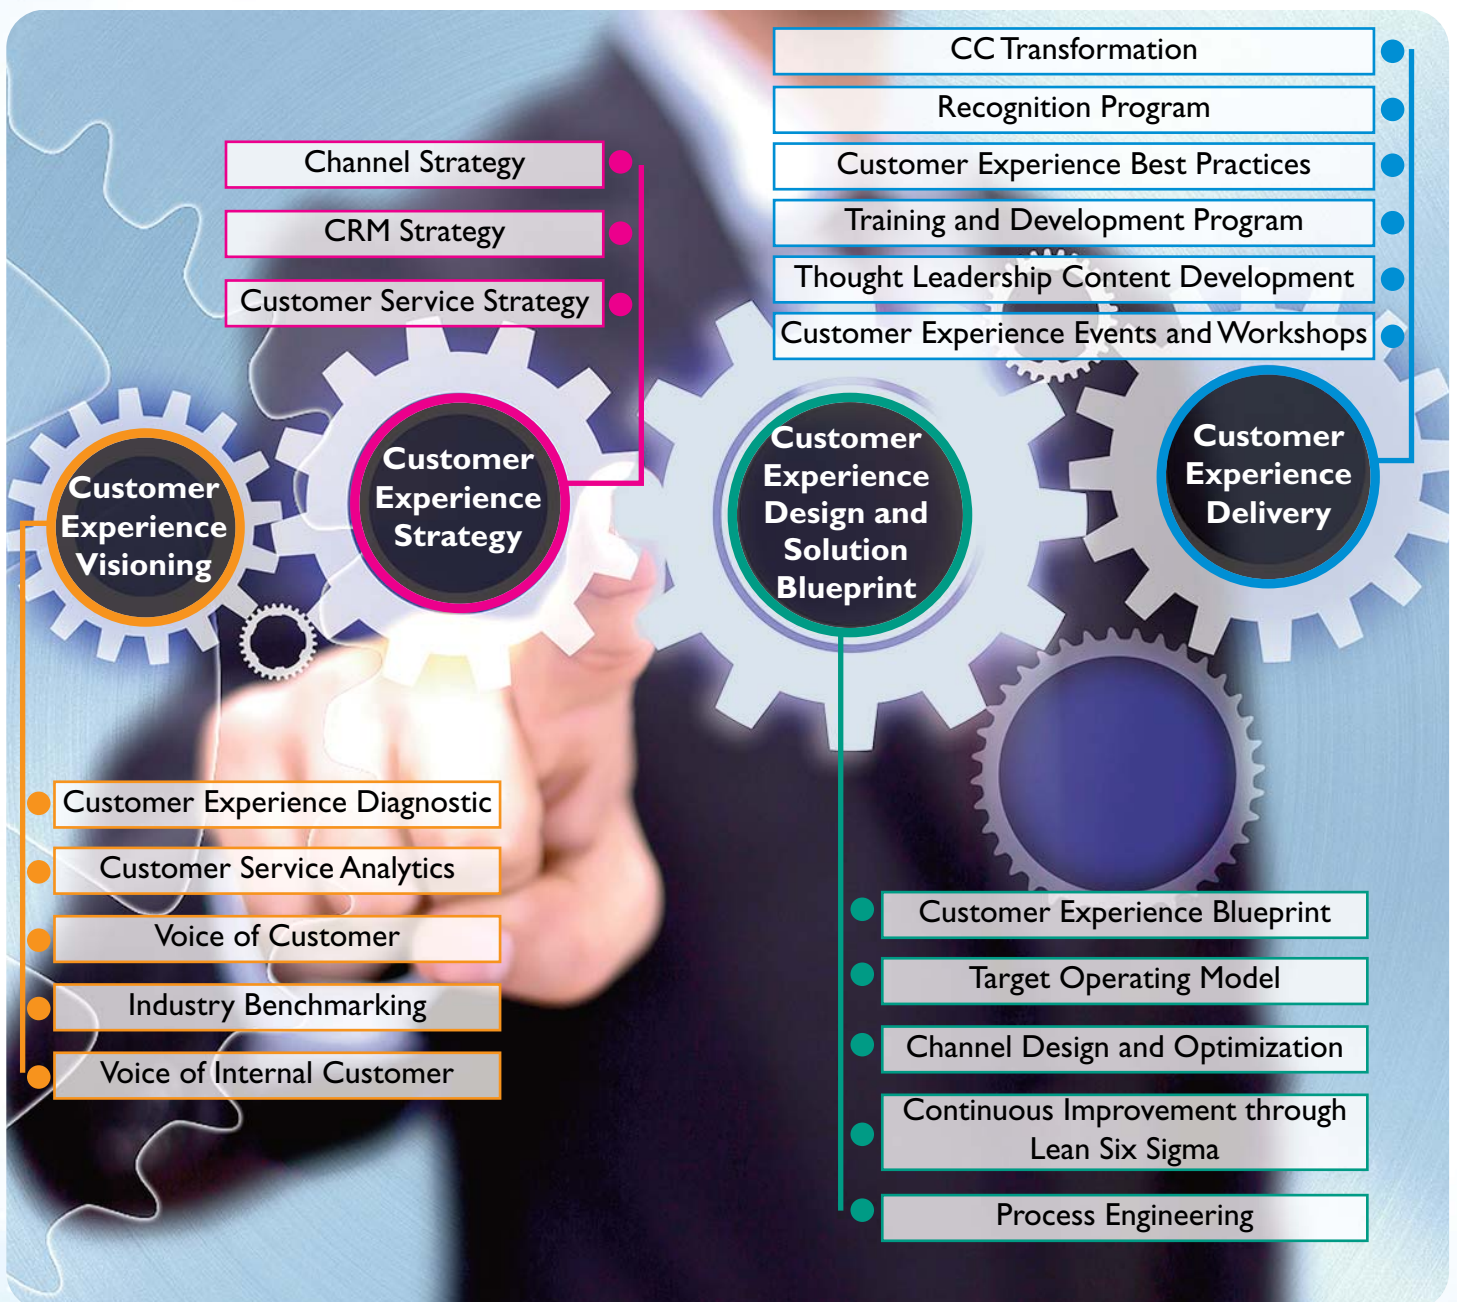 CC Transformation
Recognition Program
Customer Experience Best Practices
Training and Development Program
Thought Leadership Content Development
Customer Experience Events and Workshops
Channel Strategy
CRM Strategy
Customer Service Strategy
Customer
Experience
Visioning
Customer
Experience
Strategy
Customer
Experience
Design and
Solution
Blueprint
Customer
Experience
Delivery
Customer Experience Diagnostic
Customer Service Analytics
Voice of Customer
Industry Benchmarking
Voice of Internal Customer
Customer Experience Blueprint
Target Operating Model
Channel Design and Optimization
Continuous Improvement through
Lean Six Sigma
Process Engineering